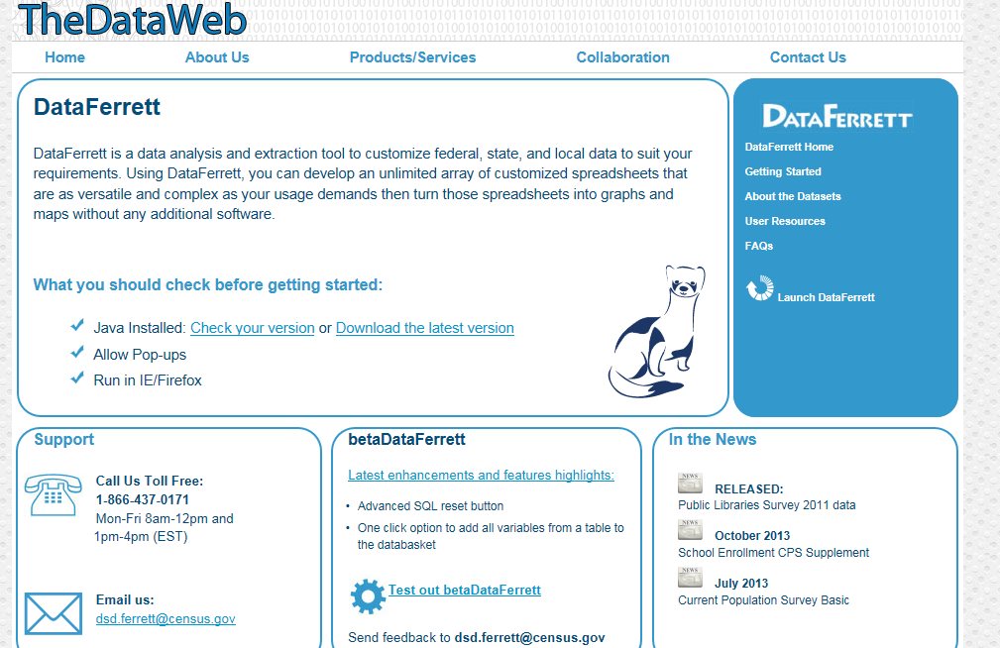 TheDataWeb
Home About Us Products/Services Collaboration Contact Us
DataFerrett
DataFerrett is a data analysis and extraction tool to customize federal, state, and local data to suit your
requirements. Using DataFerrett, you can develop an unlimited array of customized spreadsheets that
are as versatile and complex as your usage demands then turn those spreadsheets into graphs and
maps without any additional software.
What you should check before getting started:
Java Installed: Check your version or Download the latest version
Allow Pop-ups
Run in IE/Firefox
DATAFERRETT
DataFerrett Home
Getting Started
About the Datasets
User Resources
FAQs
Launch DataFerrett
Support
Call Us Toll Free:
1-866-437-0171
Mon-Fri 8am-12pm and
1pm-4pm (EST)
Email us:
dsd.ferrett@census.gov
betaDataFerrett
Latest enhancements and features highlights:
• Advanced SQL reset button
• One click option to add all variables from a table to
the databasket
Test out betaDataFerrett
Send feedback to dsd.ferrett@census.gov
In the News
NEWS
RELEASED:
Public Libraries Survey 2011 data
NEWS
October 2013
School Enrollment CPS Supplement
NEWS
July 2013
Current Population Survey Basic